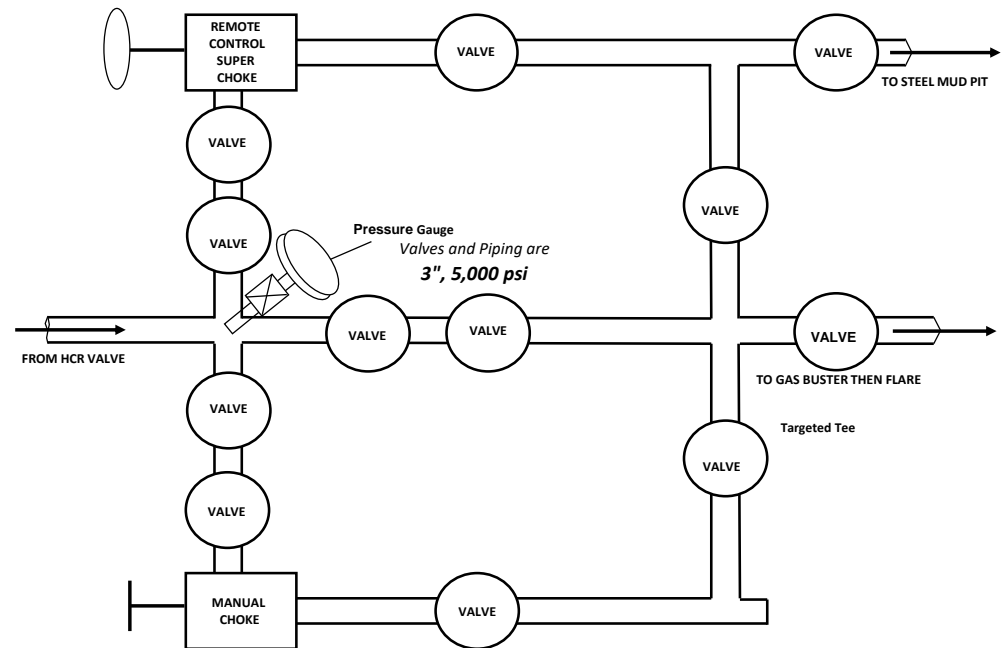 REMOTE
CONTROL
SUPER
CHOKE
VALVE
VALVE
TO STEEL MUD PIT
VALVE
VALVE
VALVE
Pressure Gauge
Valves and Piping are
3", 5,000 psi
FROM HCR VALVE
VALVE
VALVE
VALVE
TO GAS BUSTER THEN FLARE
VALVE
Targeted Tee
VALVE
VALVE
MANUAL
CHOKE
VALVE